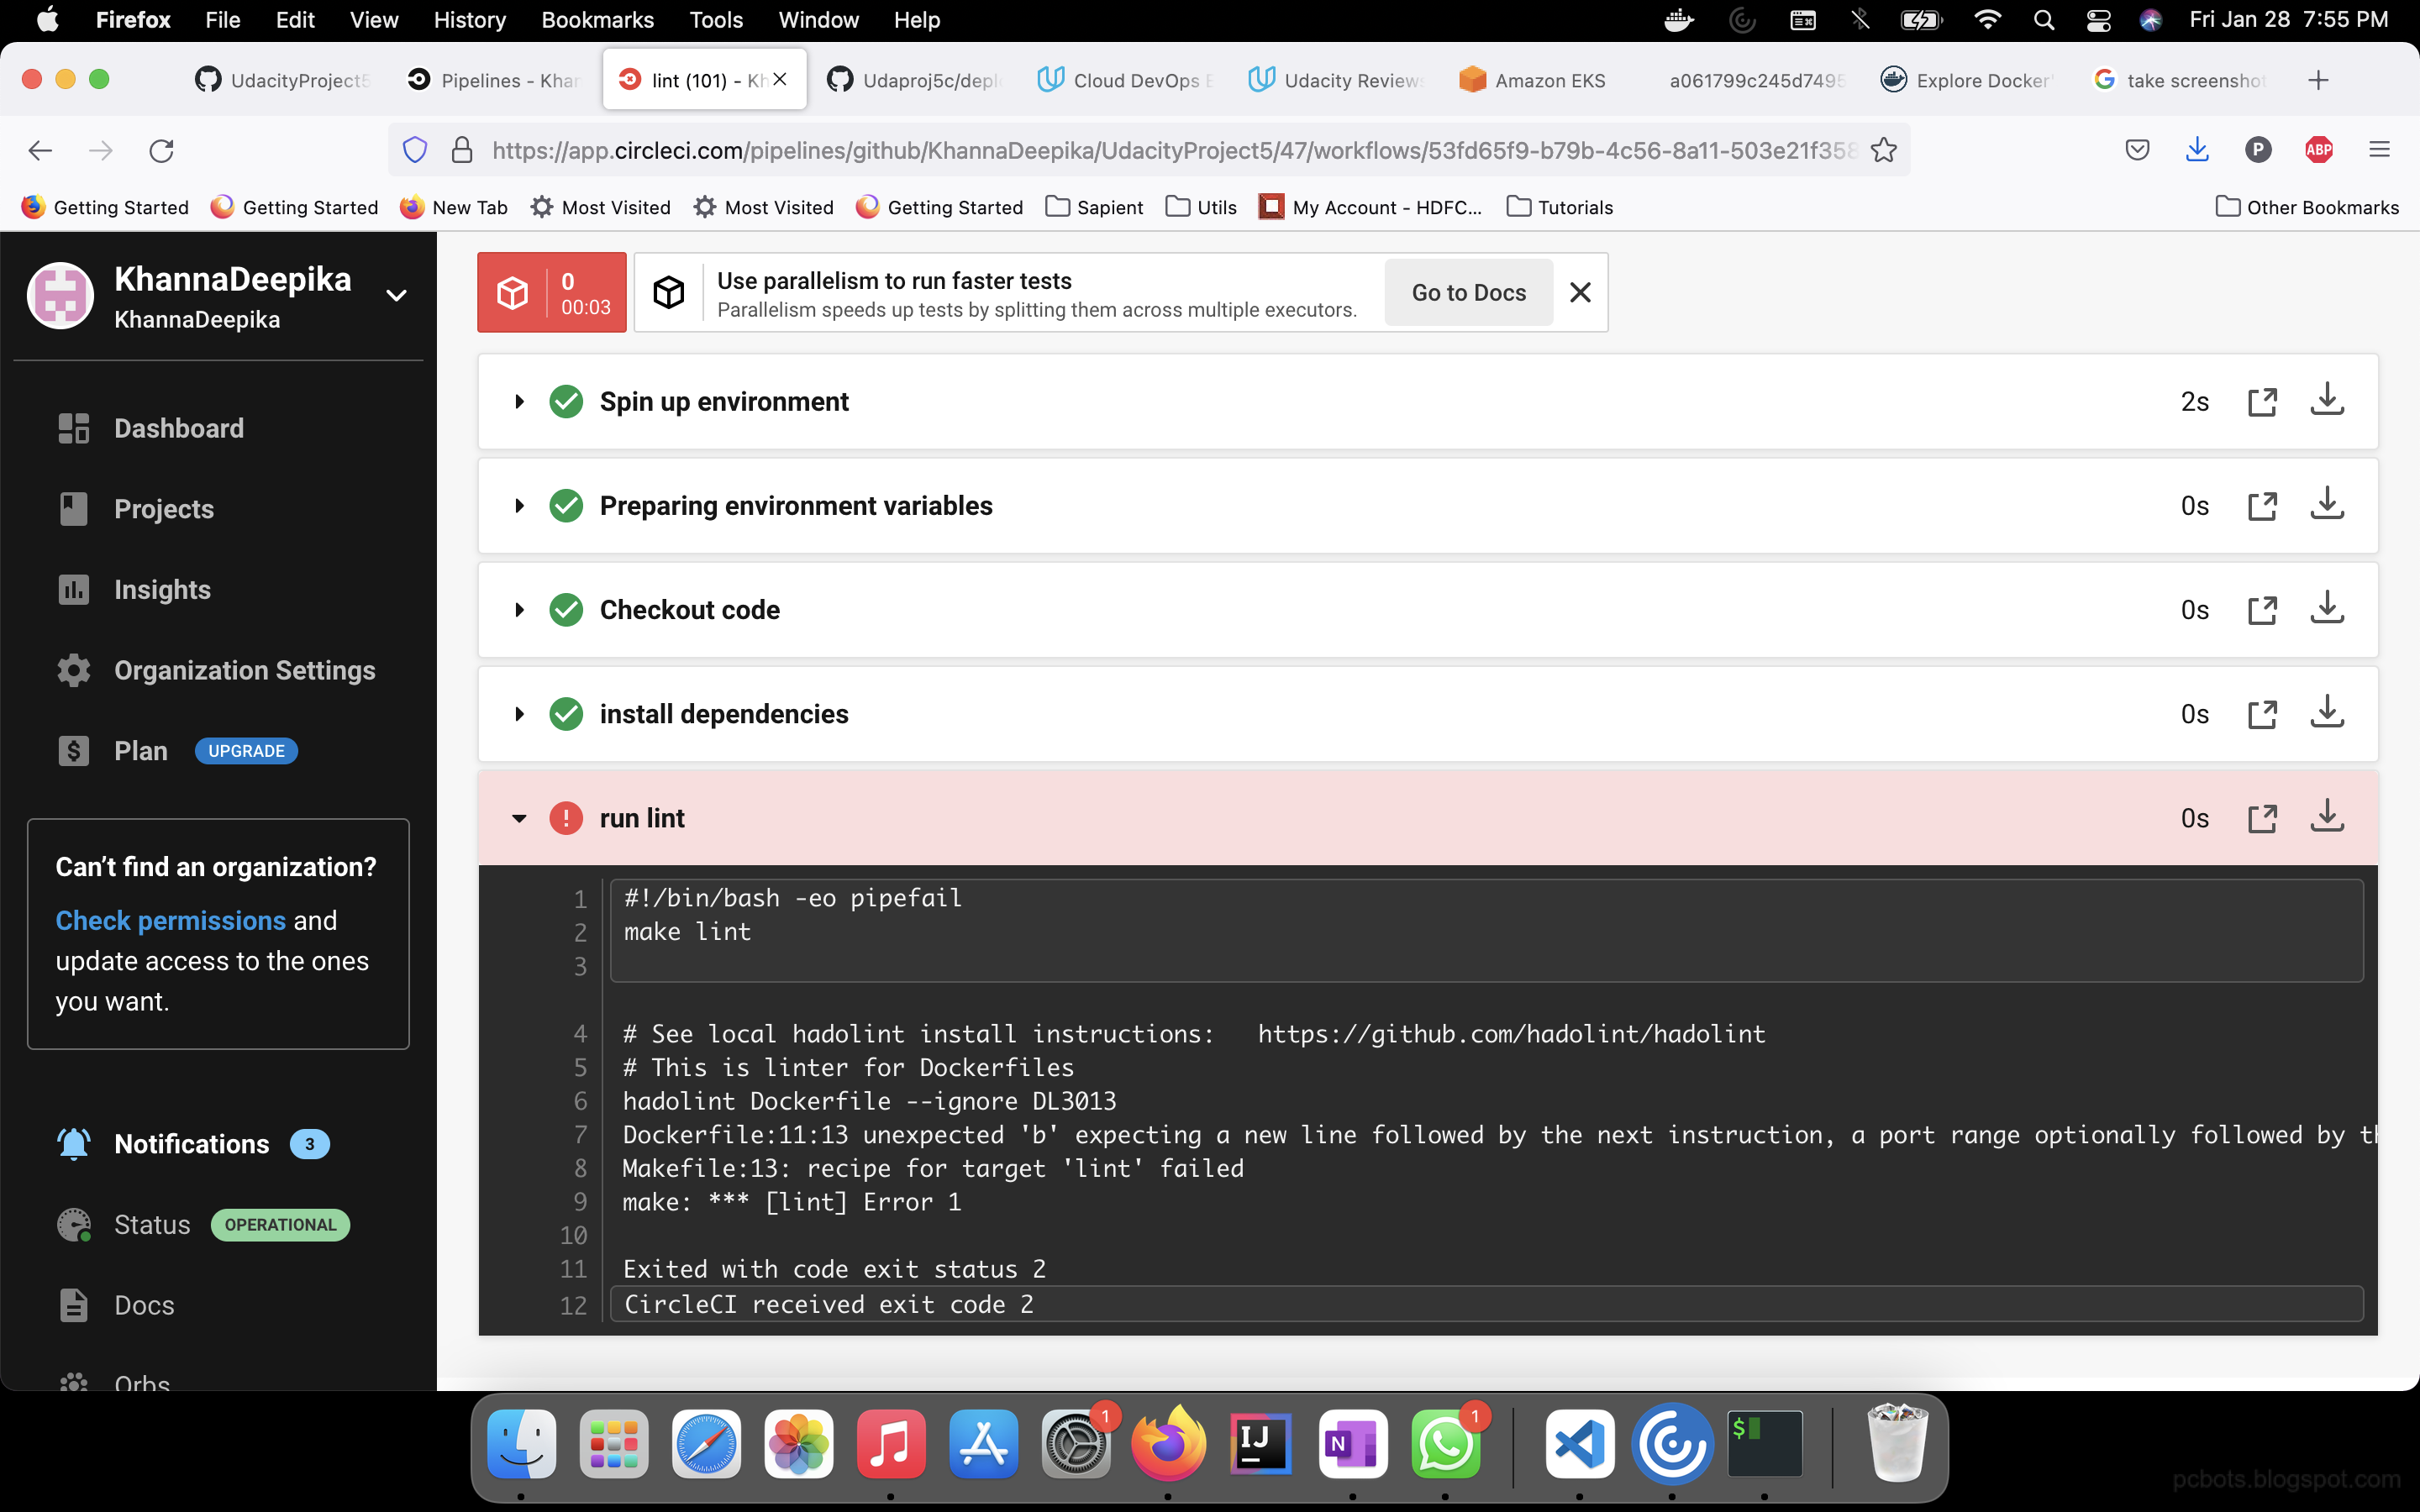 Firefox File Edit View History Bookmarks Tools Window Help Fri Jan 28 7:55 PM
UdacityProject5 Pipelines - Khan lint (101) - Kh Udaproj5c/deplo Cloud DevOps E Udacity Reviews Amazon EKS a061799c245d7495 Explore Docker' take screenshot
https://app.circleci.com/pipelines/github/KhannaDeepika/UdacityProject5/47/workflows/53fd65f9-b79b-4c56-8a11-503e21f358
P ABP
Getting Started Getting Started New Tab Most Visited Most Visited Getting Started Sapient Utils My Account - HDFC... Tutorials Other Bookmarks
KhannaDeepika
KhannaDeepika
Dashboard
Projects
Insights
Organization Settings
Plan UPGRADE
Can't find an organization?
Check permissions and
update access to the ones
you want.
Notifications 3
Status OPERATIONAL
Docs
Orbs
0
00:03
Use parallelism to run faster tests
Parallelism speeds up tests by splitting them across multiple executors.
Go to Docs
Spin up environment 2s
Preparing environment variables 0s
Checkout code 0s
install dependencies 0s
run lint 0s
1 #!/bin/bash -eo pipefail
2 make lint
3
4 # See local hadolint install instructions:   https://github.com/hadolint/hadolint
5 # This is linter for Dockerfiles
6 hadolint Dockerfile --ignore DL3013
7 Dockerfile:11:13 unexpected 'b' expecting a new line followed by the next instruction, a port range optionally followed by th
8 Makefile:13: recipe for target 'lint' failed
9 make: *** [lint] Error 1
10
11 Exited with code exit status 2
12 CircleCI received exit code 2
1 IJ N 1 $
pcbots.blogspot.com